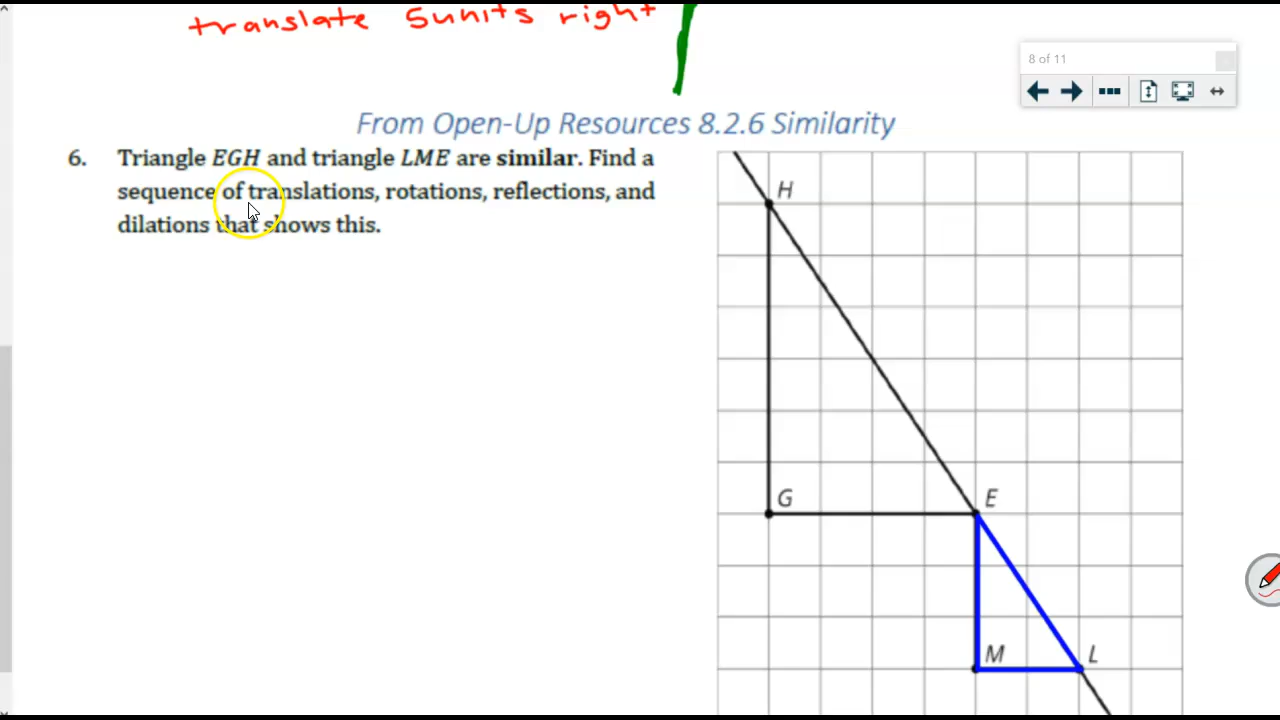 translate 5units right
8 of 11
From Open-Up Resources 8.2.6 Similarity
6. Triangle EGH and triangle LME are similar. Find a
sequence of translations, rotations, reflections, and
dilations that shows this.
H
G
E
M
L